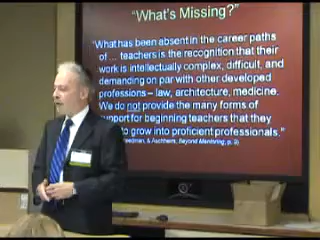 "What's Missing?"
"What has been absent in the career paths
of ... teachers is the recognition that their
work is intellectually complex, difficult, and
demanding on par with other developed
professions – law, architecture, medicine.
We do not provide the many forms of
support for beginning teachers that they
to grow into proficient professionals."
& Aschheim, Beyond Mentoring, p. 9)